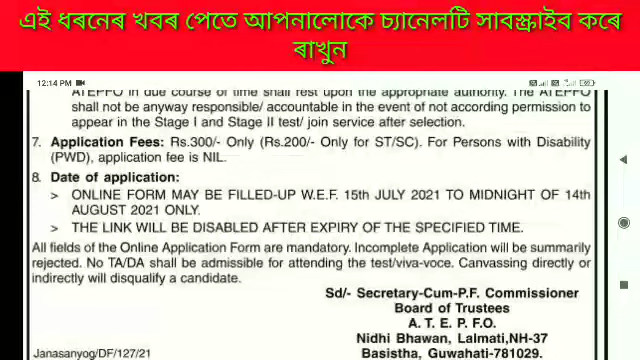 এই ধৰনেৰ খবৰ পেতে আপনালোকে চ্যানেলটি সাবস্ক্ৰাইব কৰে
ৰাখুন
12:14 PM
ATEPFO in due course of time shall rest upon the appropriate authority. The ATEPFO
shall not be anyway responsible/ accountable in the event of not according permission to
appear in the Stage I and Stage II test/ join service after selection.
7. Application Fees: Rs.300/- Only (Rs.200/- Only for ST/SC). For Persons with Disability
(PWD), application fee is NIL.
8. Date of application:
> ONLINE FORM MAY BE FILLED-UP W.E.F. 15th JULY 2021 TO MIDNIGHT OF 14th
AUGUST 2021 ONLY.
> THE LINK WILL BE DISABLED AFTER EXPIRY OF THE SPECIFIED TIME.
All fields of the Online Application Form are mandatory. Incomplete Application will be summarily
rejected. No TA/DA shall be admissible for attending the test/viva-voce. Canvassing directly or
indirectly will disqualify a candidate.
Sd/- Secretary-Cum-P.F. Commissioner
Board of Trustees
A. T. E. P. F.O.
Nidhi Bhawan, Lalmati,NH-37
Janasanyog/DF/127/21 Basistha, Guwahati-781029.